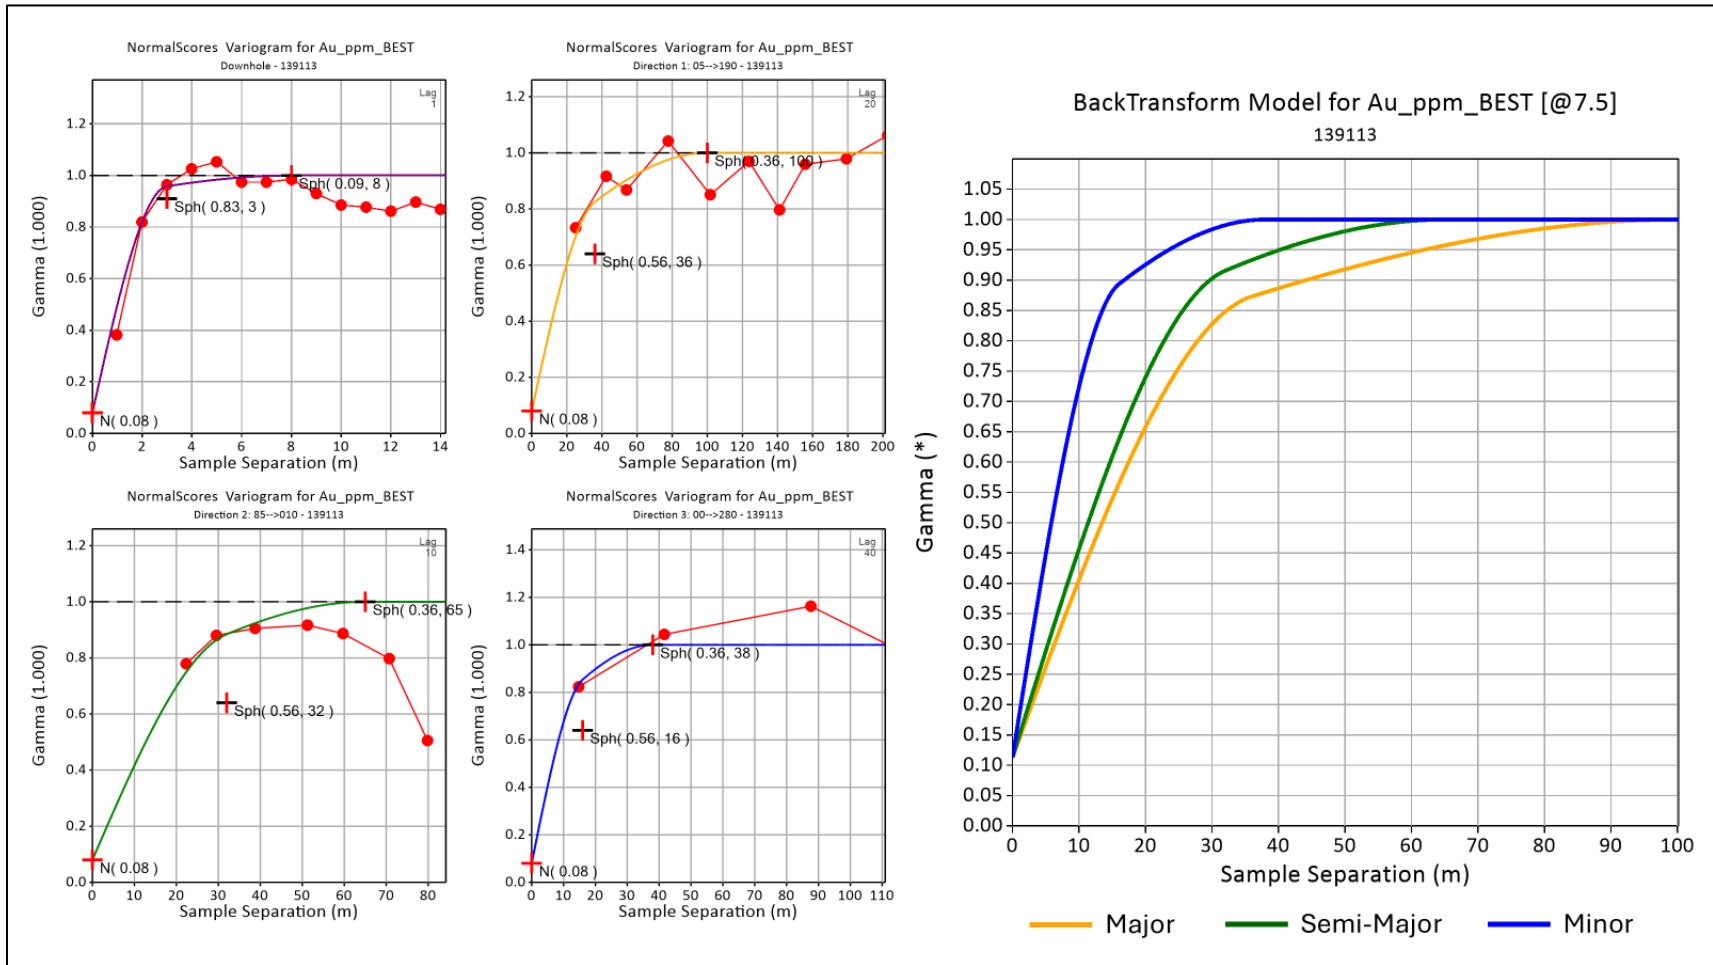 NormalScores Variogram for Au_ppm_BEST
Downhole - 139113
Lag
1
1.2
1.0
0.8
0.6
0.4
0.2
0.0
Gamma (1.000)
Sph( 0.09, 8 )
Sph( 0.83, 3 )
N( 0.08 )
0 2 4 6 8 10 12 14
Sample Separation (m)
NormalScores Variogram for Au_ppm_BEST
Direction 1: 05-->190 - 139113
Lag
20
1.2
1.0
0.8
0.6
0.4
0.2
0.0
Gamma (1.000)
Sph( 0.36, 100 )
Sph( 0.56, 36 )
N( 0.08 )
0 20 40 60 80 100 120 140 160 180 200
Sample Separation (m)
NormalScores Variogram for Au_ppm_BEST
Direction 2: 85-->010 - 139113
Lag
10
1.2
1.0
0.8
0.6
0.4
0.2
0.0
Gamma (1.000)
Sph( 0.36, 65 )
Sph( 0.56, 32 )
N( 0.08 )
0 10 20 30 40 50 60 70 80
Sample Separation (m)
NormalScores Variogram for Au_ppm_BEST
Direction 3: 00-->280 - 139113
Lag
40
1.4
1.2
1.0
0.8
0.6
0.4
0.2
0.0
Gamma (1.000)
Sph( 0.36, 38 )
Sph( 0.56, 16 )
N( 0.08 )
0 10 20 30 40 50 60 70 80 90 100 110
Sample Separation (m)
BackTransform Model for Au_ppm_BEST [@7.5]
139113
1.05
1.00
0.95
0.90
0.85
0.80
0.75
0.70
0.65
0.60
0.55
0.50
0.45
0.40
0.35
0.30
0.25
0.20
0.15
0.10
0.05
0.00
Gamma (*)
0 10 20 30 40 50 60 70 80 90 100
Sample Separation (m)
Major Semi-Major Minor